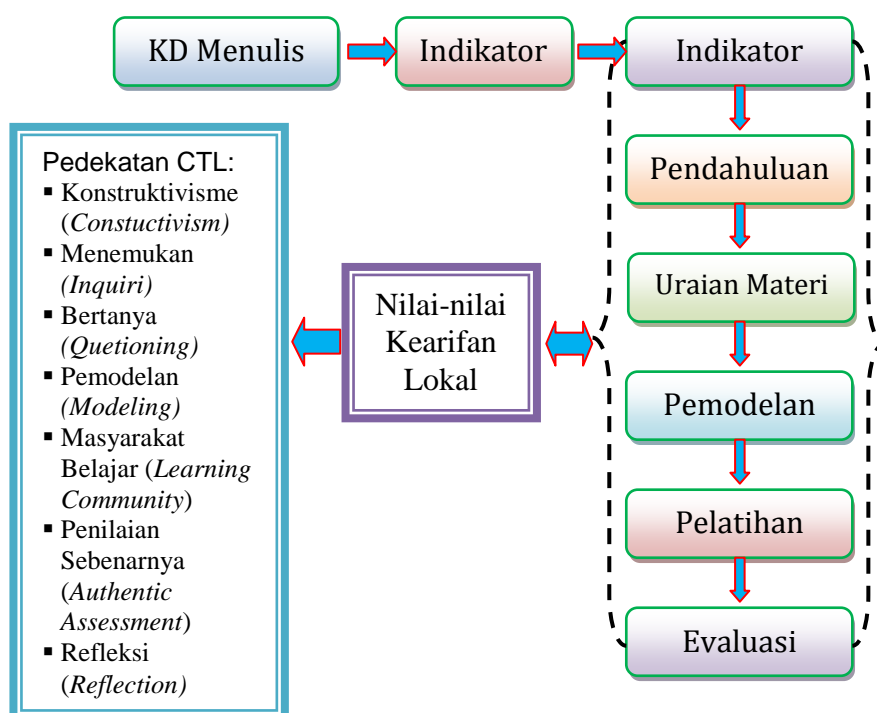 KD Menulis
Indikator
Indikator
Pendahuluan
Uraian Materi
Pemodelan
Pelatihan
Evaluasi
Nilai-nilai
Kearifan
Lokal
Pedekatan CTL:
▪ Konstruktivisme
(Constuctivism)
▪ Menemukan
(Inquiri)
▪ Bertanya
(Quetioning)
▪ Pemodelan
(Modeling)
▪ Masyarakat
Belajar (Learning
Community)
▪ Penilaian
Sebenarnya
(Authentic
Assessment)
▪ Refleksi
(Reflection)